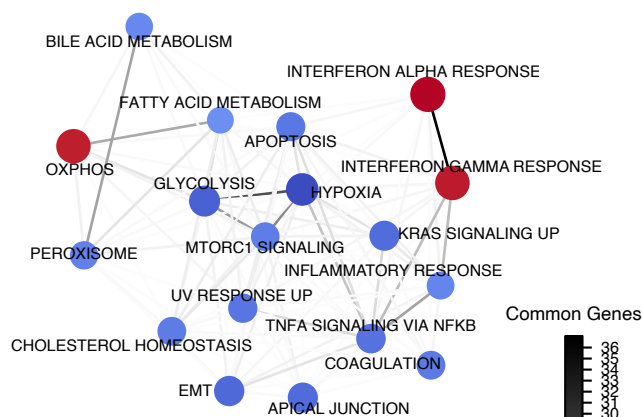 BILE ACID METABOLISM
INTERFERON ALPHA RESPONSE
FATTY ACID METABOLISM
APOPTOSIS
OXPHOS
INTERFERON GAMMA RESPONSE
GLYCOLYSIS
HYPOXIA
KRAS SIGNALING UP
PEROXISOME
MTORC1 SIGNALING
INFLAMMATORY RESPONSE
UV RESPONSE UP
Common Genes
TNFA SIGNALING VIA NFKB
CHOLESTEROL HOMEOSTASIS
COAGULATION
EMT
APICAL JUNCTION
36
35
34
33
32
31
30